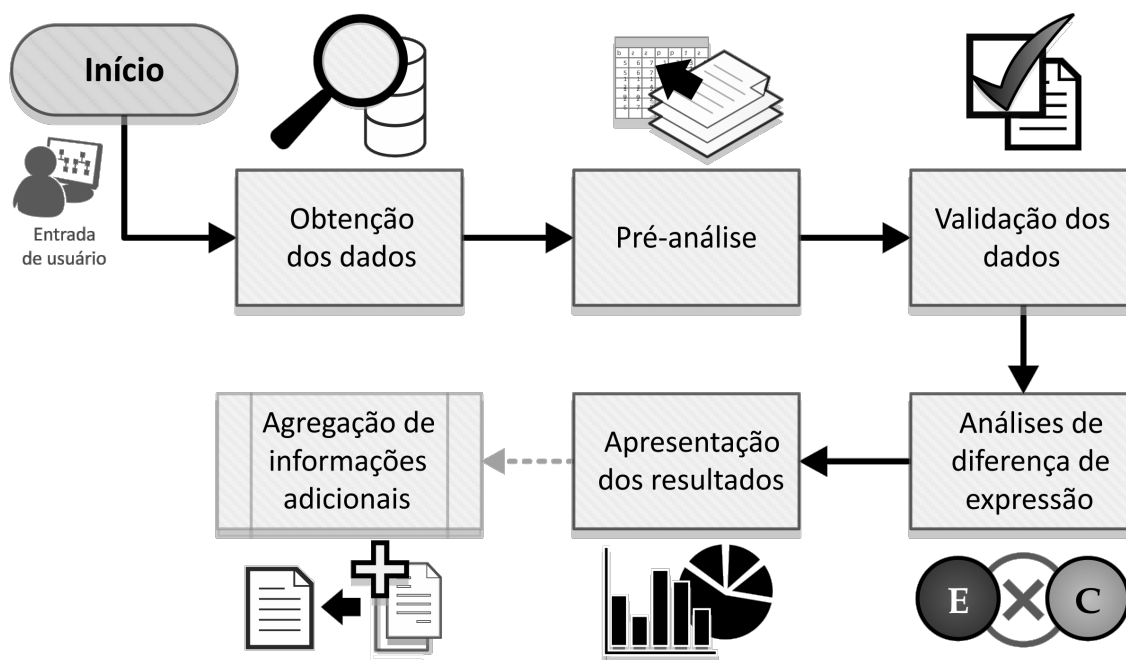 Início
Entrada
de usuário
Obtenção
dos dados
Pré-análise
Validação dos
dados
Análises de
diferença de
expressão
Apresentação
dos resultados
Agregação de
informações
adicionais
E
C